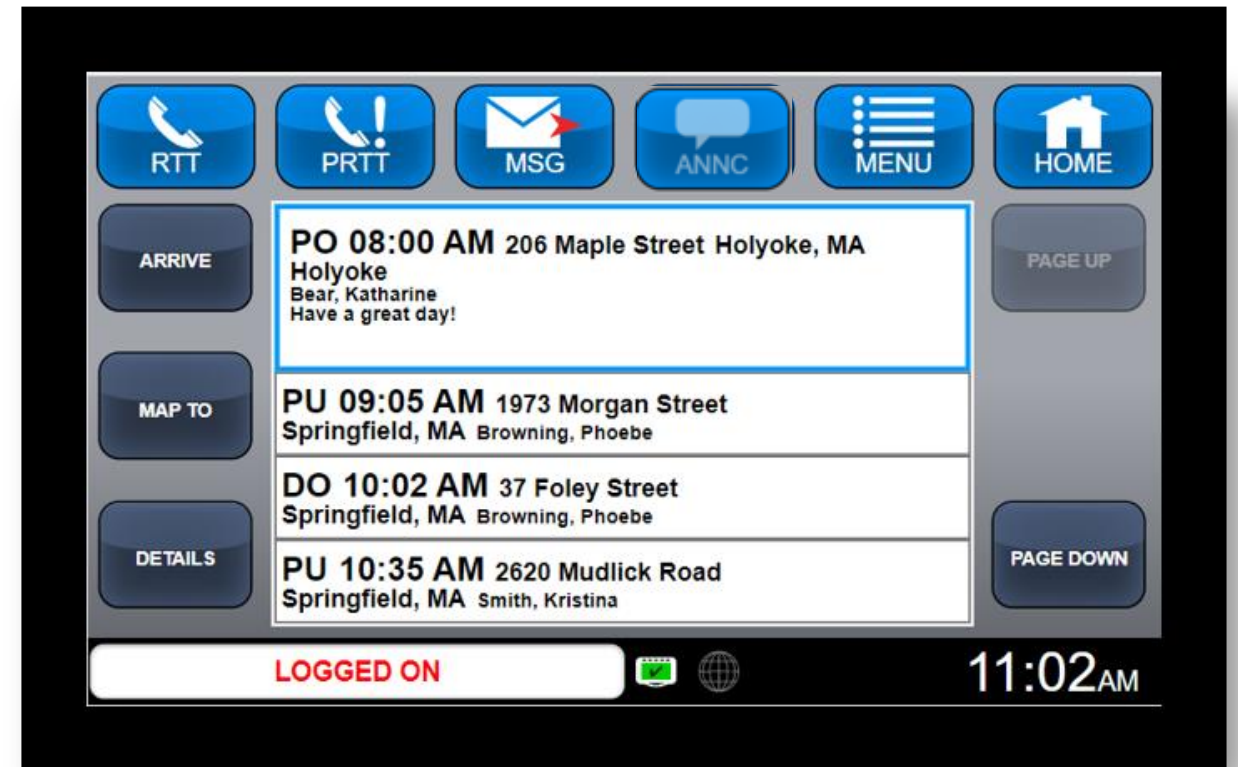 RTT
PRTT
MSG
ANNC
MENU
HOME
ARRIVE
MAP TO
DETAILS
PO 08:00 AM 206 Maple Street Holyoke, MA
Holyoke
Bear, Katharine
Have a great day!
PU 09:05 AM 1973 Morgan Street
Springfield, MA Browning, Phoebe
DO 10:02 AM 37 Foley Street
Springfield, MA Browning, Phoebe
PU 10:35 AM 2620 Mudlick Road
Springfield, MA Smith, Kristina
PAGE UP
PAGE DOWN
LOGGED ON
11:02AM